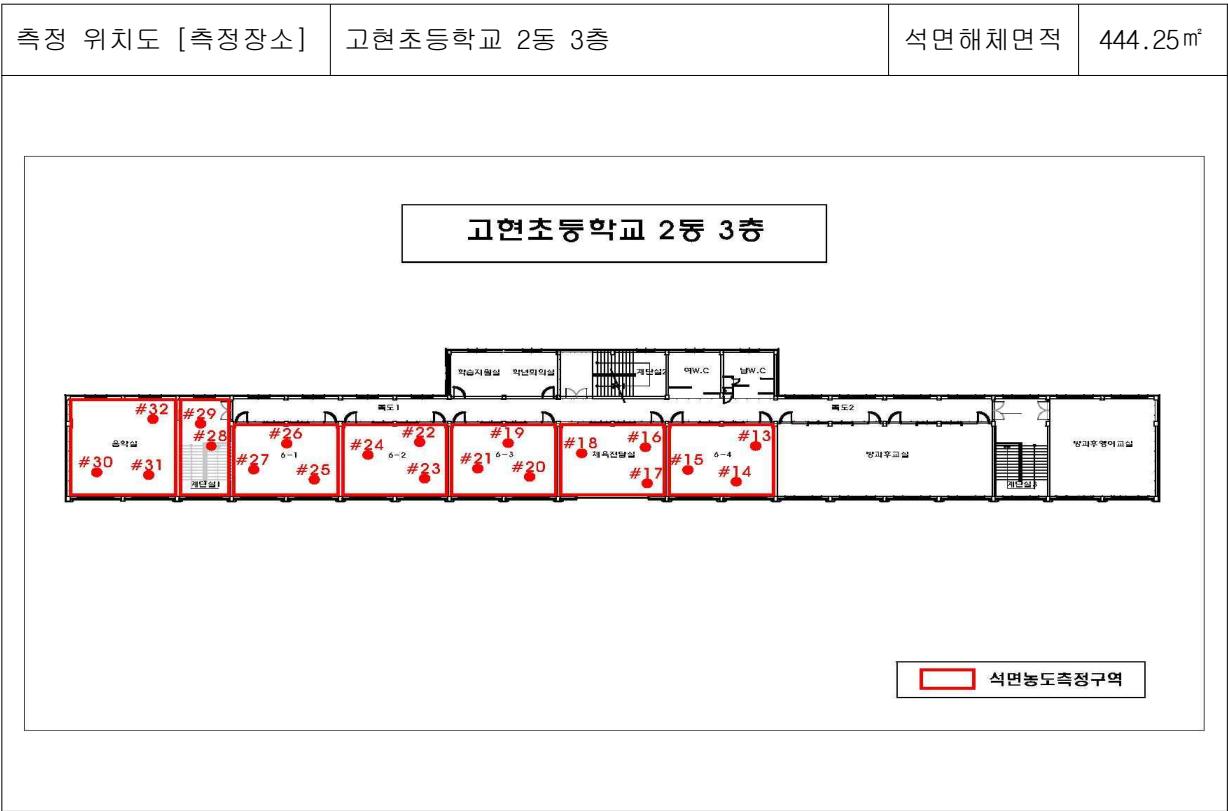 측정 위치도 [측정장소] 고현초등학교 2동 3층 석면해체면적 444.25㎡
고현초등학교 2동 3층
학습지원실 학년회의실 계단실2 여W.C 남W.C
복도1 복도2
#32 #29 #28 #26 #24 #22 #19 #18 #16 #13
음악실 6-1 6-2 6-3 체육전담실 6-4 방과후교실 방과후영어교실
#30 #31 #27 #25 #23 #21 #20 #17 #15 #14
계단실1 계단실3
석면농도측정구역